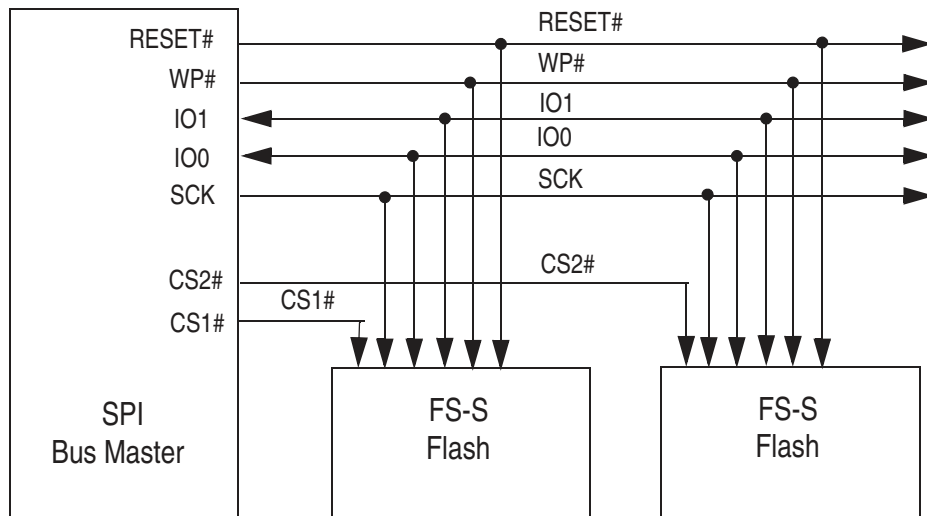 RESET#
RESET#
WP#
WP#
IO1
IO1
IO0
IO0
SCK
SCK
CS2#
CS2#
CS1#
CS1#
SPI
Bus Master
FS-S
Flash
FS-S
Flash